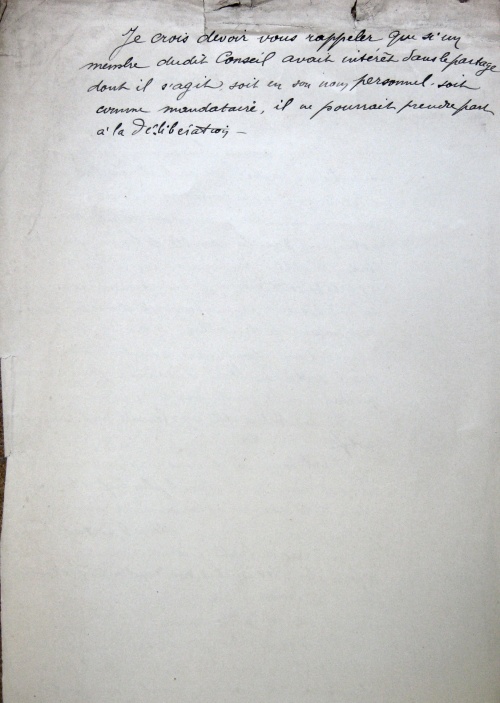 Je crois devoir vous rappeler que si un
membre dudit Conseil avait intérêt dans le partage
dont il s'agit, soit en son nom personnel, soit
comme mandataire, il ne pourrait prendre part
à la délibération –